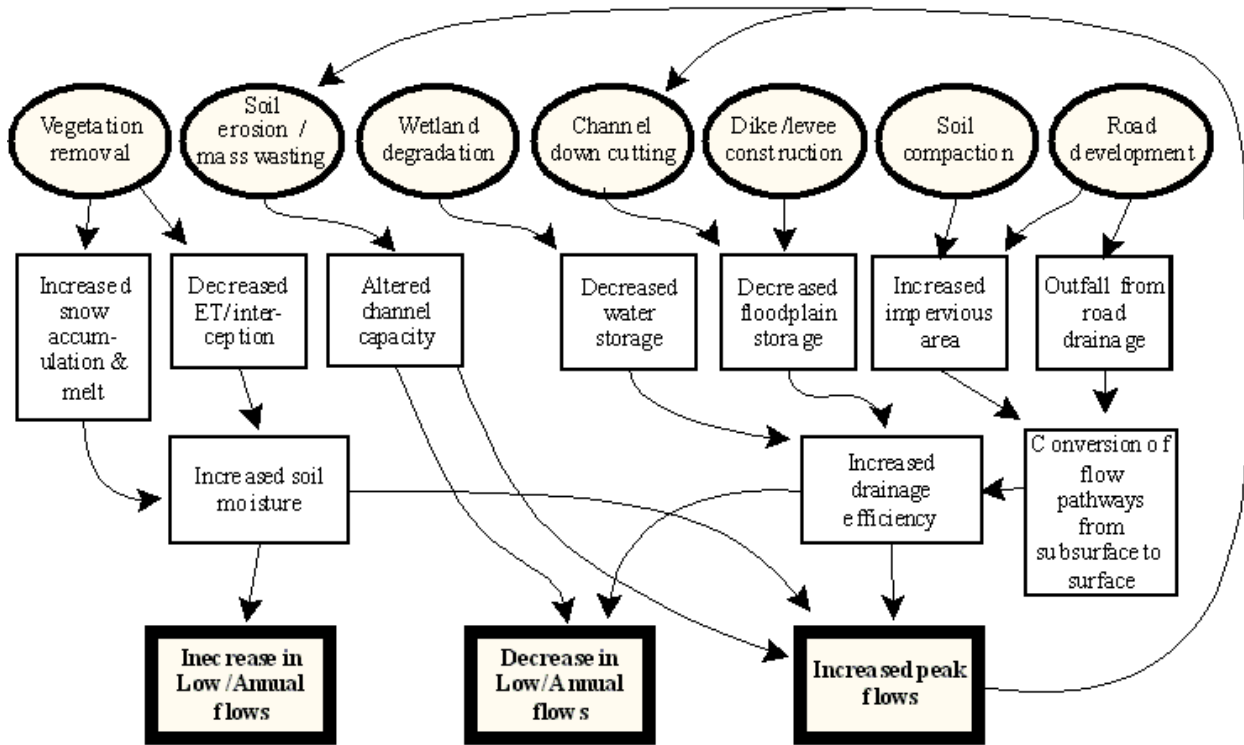 Vegetation
removal
Soil
erosion /
mass wasting
Wetland
degradation
Channel
down cutting
Dike/levee
construction
Soil
compaction
Road
development
Increased
snow
accum-
ulation &
melt
Decreased
ET/inter-
ception
Altered
channel
capacity
Decreased
water
storage
Decreased
floodplain
storage
Increased
impervious
area
Outfall from
road
drainage
Increased soil
moisture
Increased
drainage
efficiency
Conversion of
flow
pathways
from
subsurface to
surface
Inecrease in
Low/Annual
flows
Decrease in
Low/Annual
flows
Increased peak
flows